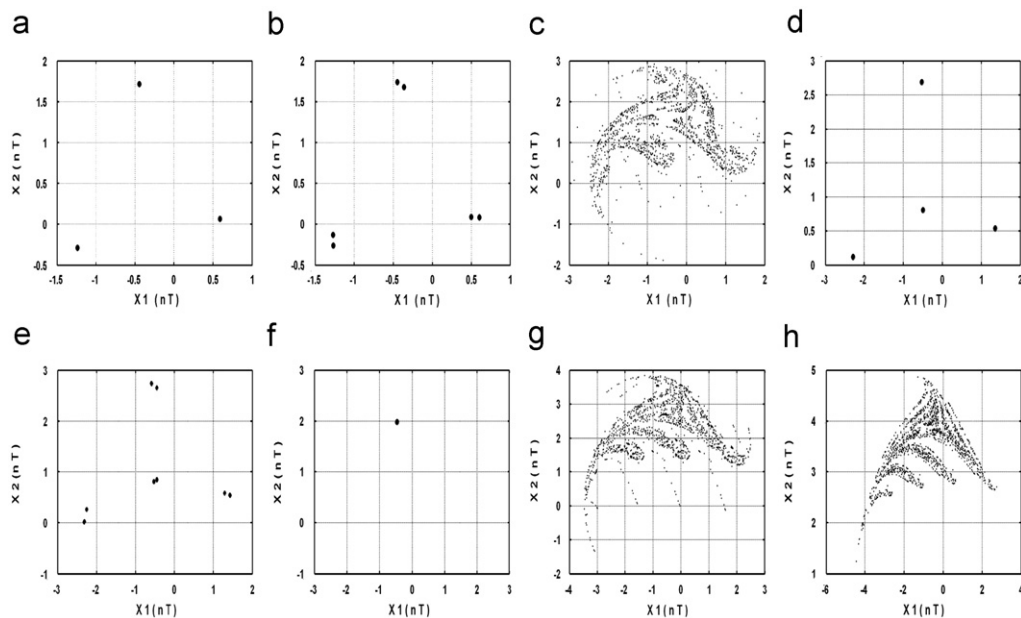 a
b
c
d
2
1.5
1
0.5
0
-0.5
X2(nT)
-1.5 -1 -0.5 0 0.5 1
X1 (nT)
2
1.5
1
0.5
0
-0.5
X2(nT)
-1.5 -1 -0.5 0 0.5 1
X1 (nT)
3
2
1
0
-1
-2
X2(nT)
-3 -2 -1 0 1 2
X1 (nT)
3
2.5
2
1.5
1
0.5
0
X2(nT)
-3 -2 -1 0 1 2
X1 (nT)
e
f
g
h
3
2
1
0
-1
X2(nT)
-3 -2 -1 0 1 2
X1(nT)
3
2
1
0
-1
X2(nT)
-3 -2 -1 0 1 2 3
X1(nT)
4
3
2
1
0
-1
-2
X2(nT)
-4 -3 -2 -1 0 1 2 3
X1(nT)
5
4
3
2
1
X2(nT)
-6 -4 -2 0 2 4
X1(nT)